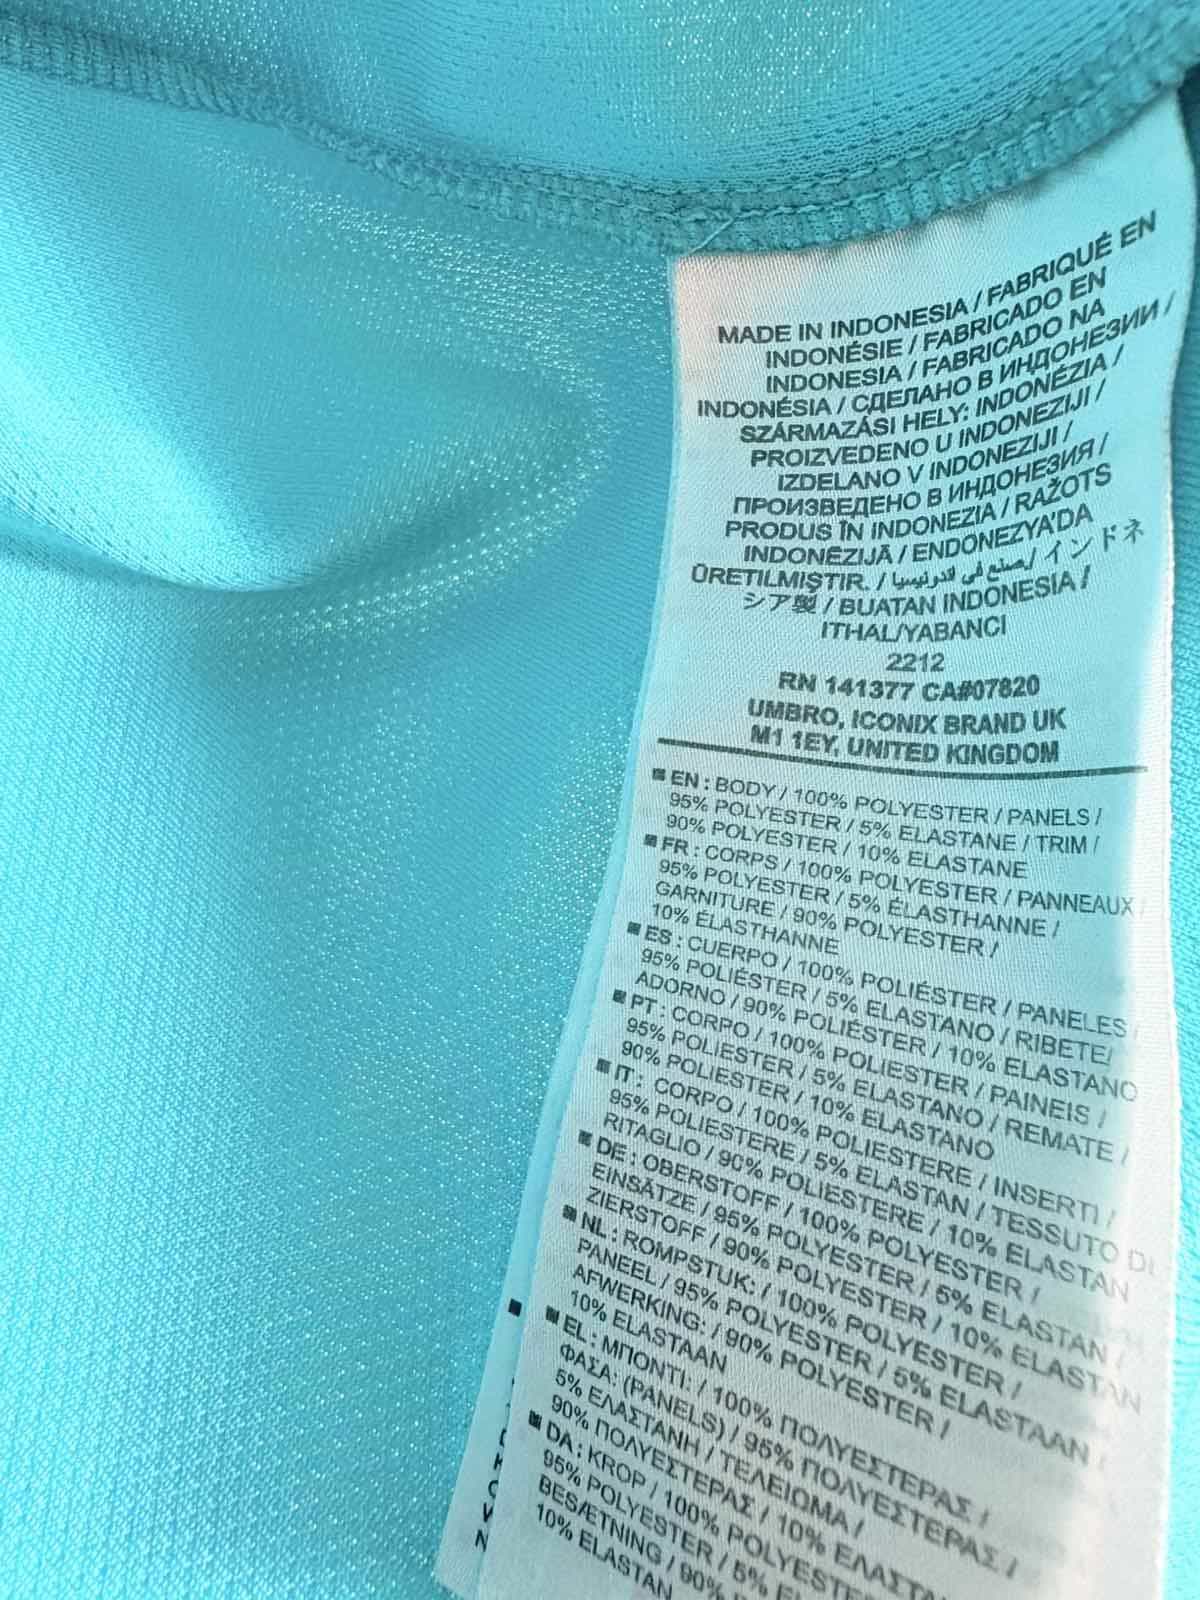 MADE IN INDONESIA / FABRIQUÉ EN
INDONÉSIE / FABRICADO EN
INDONESIA / FABRICADO NA
INDONÉSIA / СДЕЛАНО В ИНДОНЕЗИИ /
SZÁRMAZÁSI HELY: INDONÉZIA /
PROIZVEDENO U INDONEZIJI /
IZDELANO V INDONEZIJI /
ПРОИЗВЕДЕНО В ИНДОНЕЗИЯ /
PRODUS ÎN INDONEZIA / RAŽOTS
INDONĒZIJĀ / ENDONEZYA'DA
ÜRETILMIŞTIR. / صنع في اندونيسيا / インドネ
シア製 / BUATAN INDONESIA /
ITHAL/YABANCI
2212
RN 141377 CA#07820
UMBRO, ICONIX BRAND UK
M1 1EY, UNITED KINGDOM
■ EN : BODY / 100% POLYESTER / PANELS /
95% POLYESTER / 5% ELASTANE / TRIM /
90% POLYESTER / 10% ELASTANE
■ FR : CORPS / 100% POLYESTER / PANNEAUX /
95% POLYESTER / 5% ÉLASTHANNE /
GARNITURE / 90% POLYESTER /
10% ÉLASTHANNE
■ ES : CUERPO / 100% POLIÉSTER / PANELES /
95% POLIÉSTER / 5% ELASTANO / RIBETE/
ADORNO / 90% POLIÉSTER / 10% ELASTANO
■ PT : CORPO / 100% POLIESTER / PAINEIS /
95% POLIESTER / 5% ELASTANO / REMATE /
90% POLIESTER / 10% ELASTANO
■ IT : CORPO / 100% POLIESTERE / INSERTI /
95% POLIESTERE / 5% ELASTAN / TESSUTO DI
RITAGLIO / 90% POLIESTERE / 10% ELASTAN
■ DE : OBERSTOFF / 100% POLYESTER /
EINSÄTZE / 95% POLYESTER / 5% ELASTAN /
ZIERSTOFF / 90% POLYESTER / 10% ELASTAN
■ NL : ROMPSTUK: / 100% POLYESTER /
PANEEL / 95% POLYESTER / 5% ELASTAAN /
AFWERKING: / 90% POLYESTER /
10% ELASTAAN
■ EL : ΜΠΟΝΤΙ: / 100% ΠΟΛΥΕΣΤΕΡΑΣ /
ΦΑΣΑ: (PANELS) / 95% ΠΟΛΥΕΣΤΕΡΑΣ /
5% ΕΛΑΣΤΑΝΗ / ΤΕΛΕΙΩΜΑ /
90% ΠΟΛΥΕΣΤΕΡΑΣ / 10% ΕΛΑΣΤΑ
■ DA : KROP / 100% POLYESTER
95% POLYESTER / 5% EL
BESÆTNING / 90%
10% ELASTAN